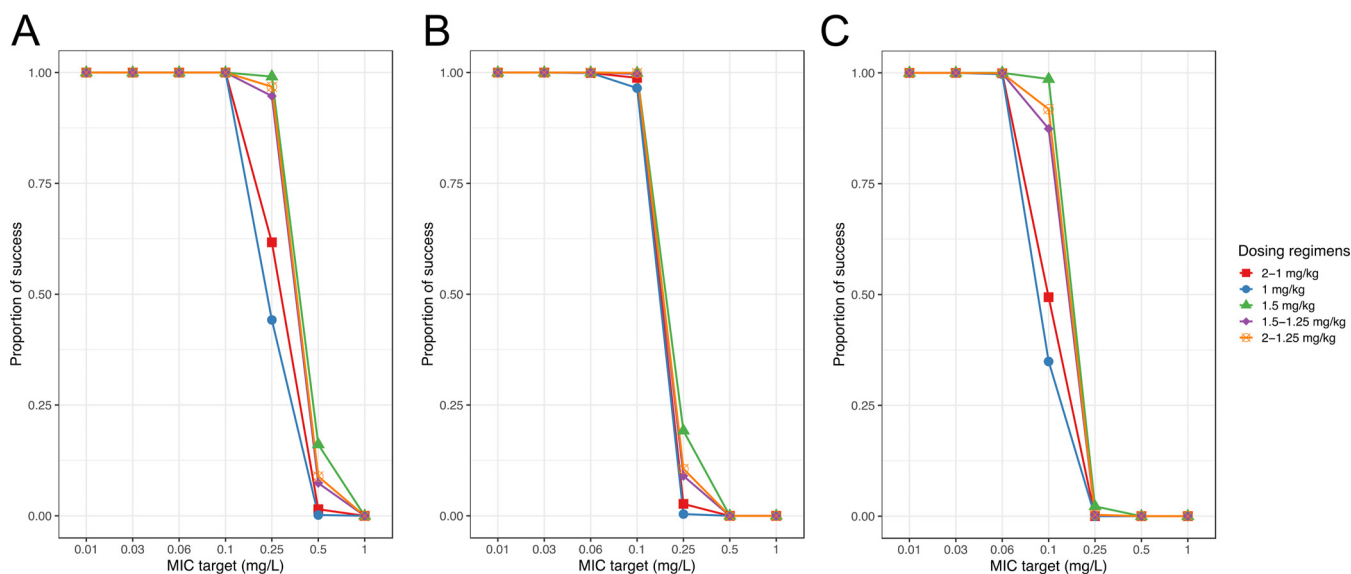 A
B
C
Proportion of success
1.00
0.75
0.50
0.25
0.00
0.01 0.03 0.06 0.1 0.25 0.5 1
MIC target (mg/L)
Proportion of success
1.00
0.75
0.50
0.25
0.00
0.01 0.03 0.06 0.1 0.25 0.5 1
MIC target (mg/L)
Proportion of success
1.00
0.75
0.50
0.25
0.00
0.01 0.03 0.06 0.1 0.25 0.5 1
MIC target (mg/L)
Dosing regimens
2−1 mg/kg
1 mg/kg
1.5 mg/kg
1.5−1.25 mg/kg
2−1.25 mg/kg